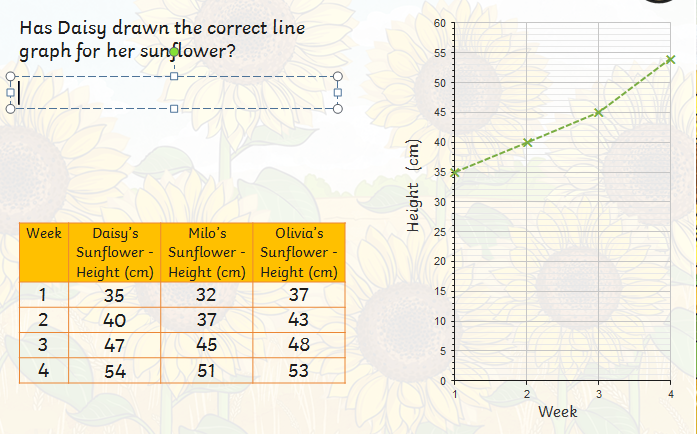 Has Daisy drawn the correct line
graph for her sunflower?
Week Daisy's Sunflower - Height (cm) Milo's Sunflower - Height (cm) Olivia's Sunflower - Height (cm)
1 35 32 37
2 40 37 43
3 47 45 48
4 54 51 53
Height (cm)
60
55
50
45
40
35
30
25
20
15
10
5
0
1 2 3 4
Week